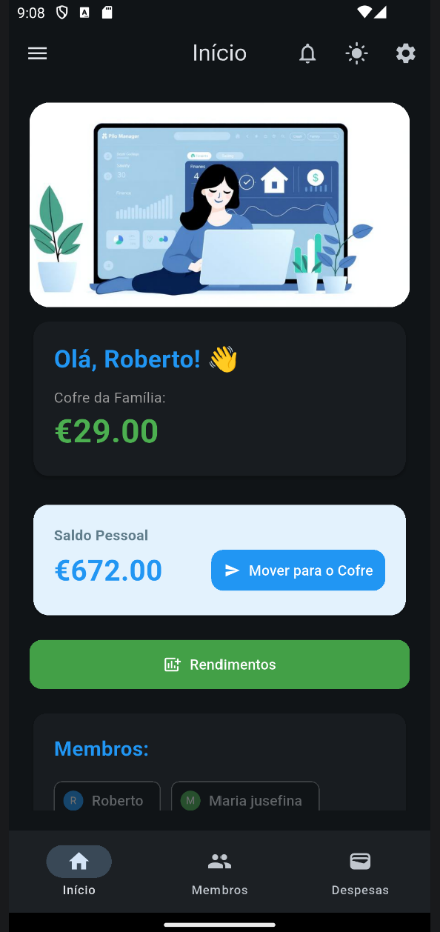 9:08
Início
Olá, Roberto! 👋
Cofre da Família:
€29.00
Saldo Pessoal
€672.00
Mover para o Cofre
Rendimentos
Membros:
R Roberto
M Maria jusefina
Início
Membros
Despesas